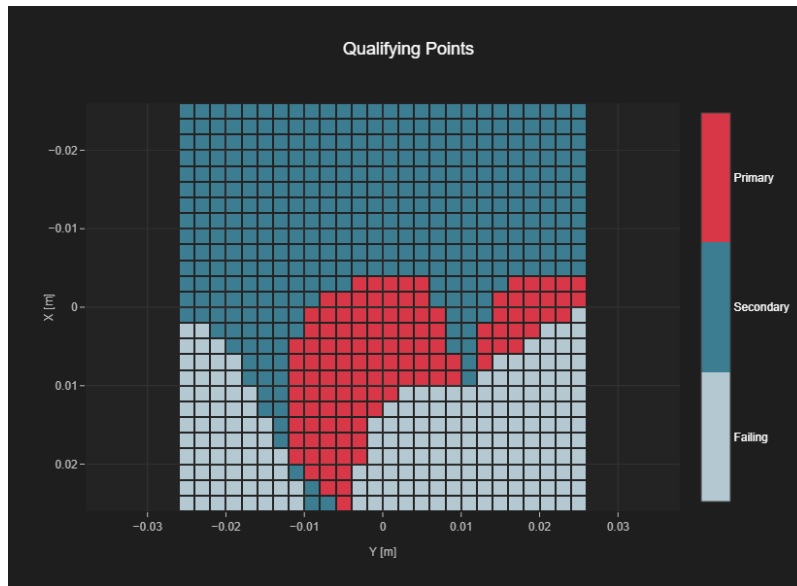 Qualifying Points
−0.02
−0.01
0
0.01
0.02
X [m]
−0.03
−0.02
−0.01
0
0.01
0.02
0.03
Y [m]
Primary
Secondary
Failing